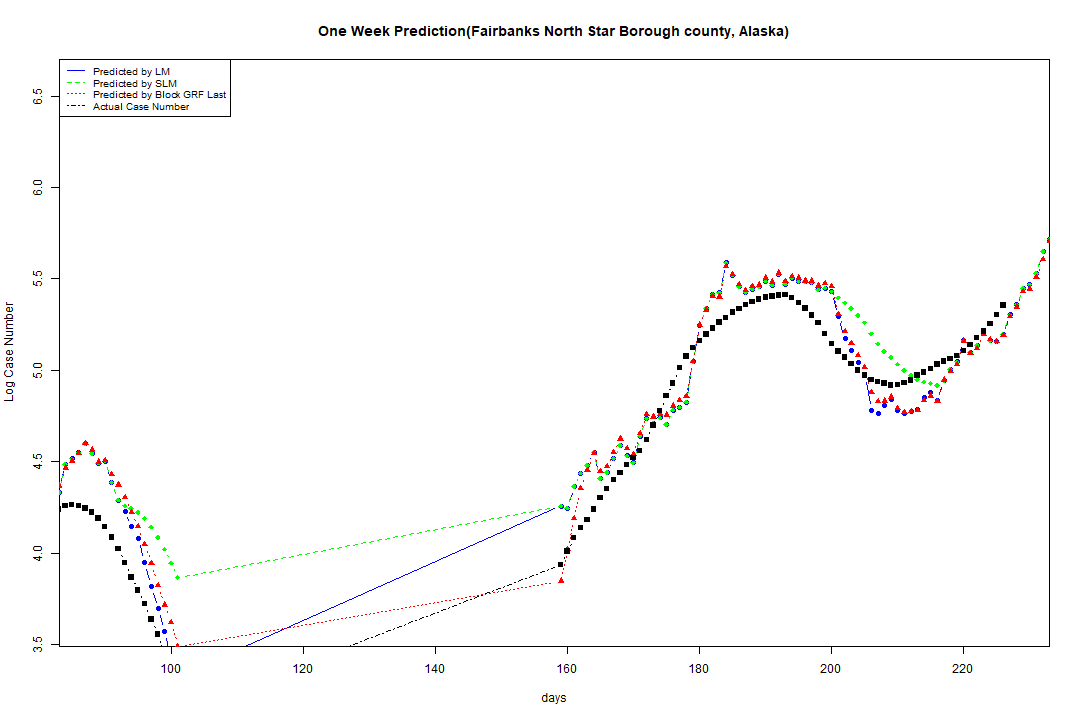 One Week Prediction(Fairbanks North Star Borough county, Alaska)
Predicted by LM
Predicted by SLM
Predicted by Block GRF Last
Actual Case Number
6.5
6.0
5.5
5.0
4.5
4.0
3.5
Log Case Number
100 120 140 160 180 200 220
days